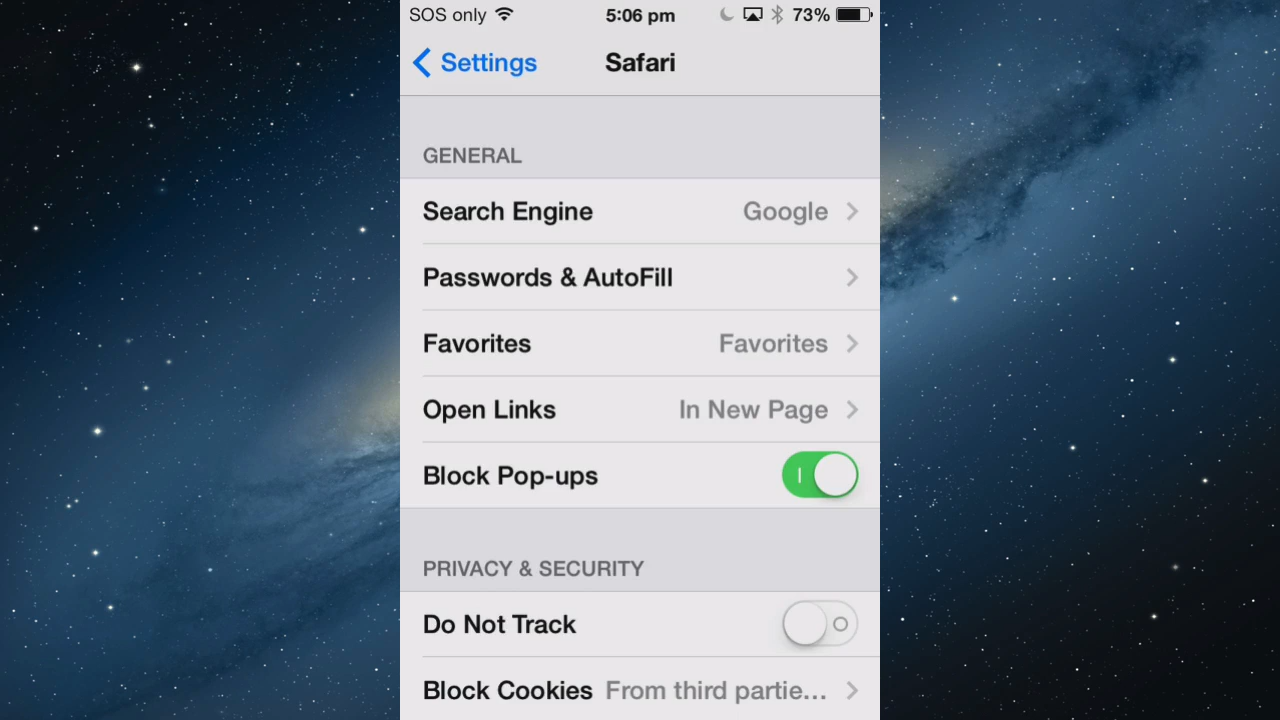 SOS only 5:06 pm 73%
Settings Safari
GENERAL
Search Engine Google
Passwords & AutoFill
Favorites Favorites
Open Links In New Page
Block Pop-ups
PRIVACY & SECURITY
Do Not Track
Block Cookies From third partie...